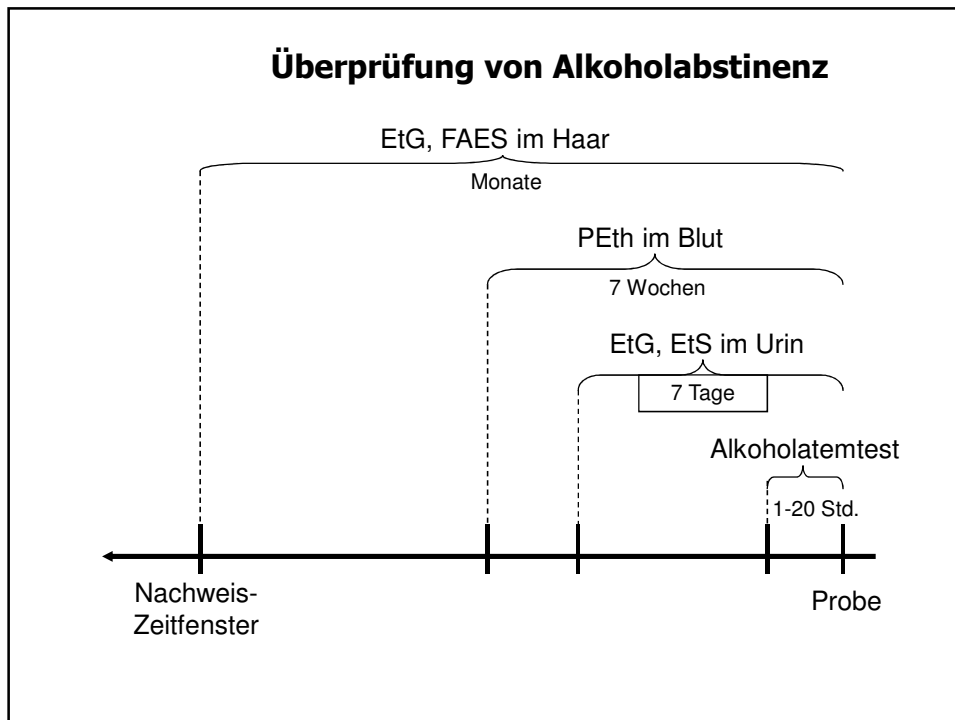 Überprüfung von Alkoholabstinenz
EtG, FAES im Haar
Monate
PEth im Blut
7 Wochen
EtG, EtS im Urin
7 Tage
Alkoholatemtest
1-20 Std.
Nachweis-
Zeitfenster
Probe